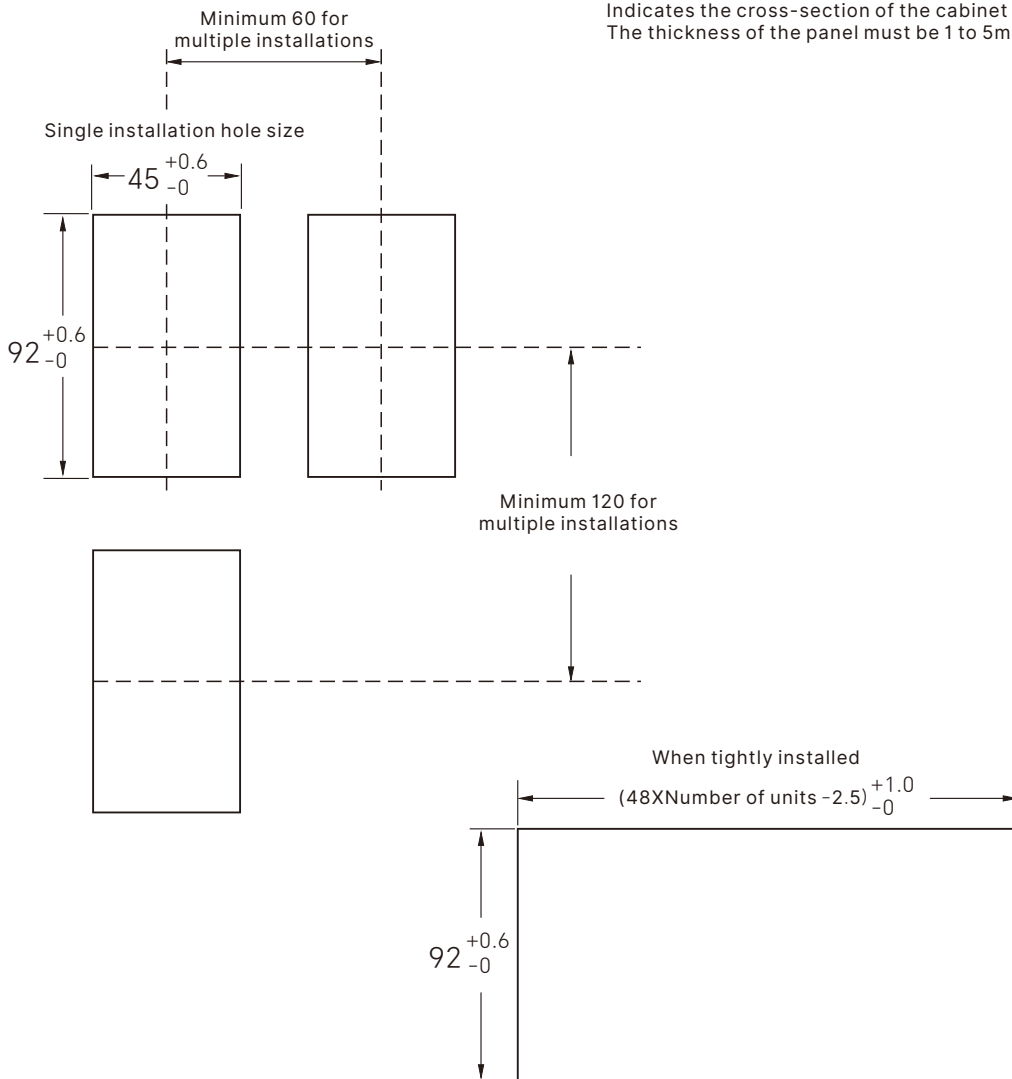 Minimum 60 for
multiple installations
Indicates the cross-section of the cabinet
The thickness of the panel must be 1 to 5m
Single installation hole size
45 +0.6
-0
92 +0.6
-0
Minimum 120 for
multiple installations
When tightly installed
(48XNumber of units -2.5) +1.0
-0
92 +0.6
-0